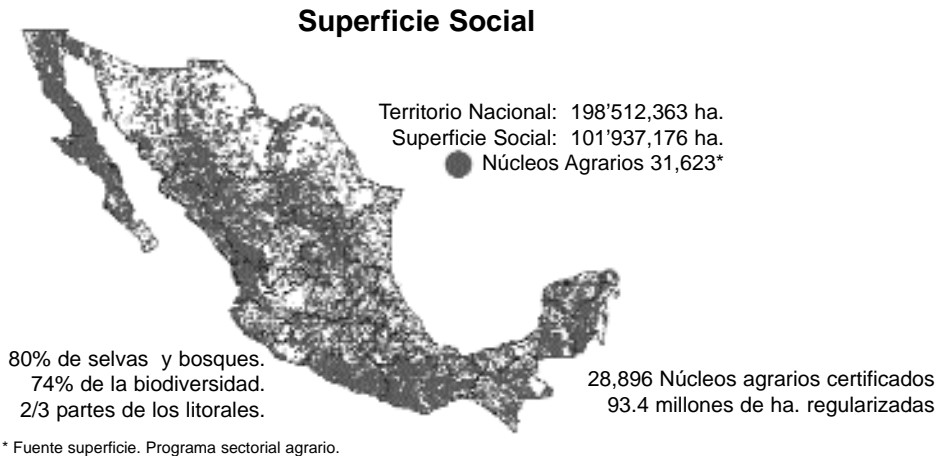 Superficie Social
Territorio Nacional: 198'512,363 ha.
Superficie Social: 101'937,176 ha.
Núcleos Agrarios 31,623*
80% de selvas y bosques.
74% de la biodiversidad.
2/3 partes de los litorales.
28,896 Núcleos agrarios certificados
93.4 millones de ha. regularizadas
* Fuente superficie. Programa sectorial agrario.